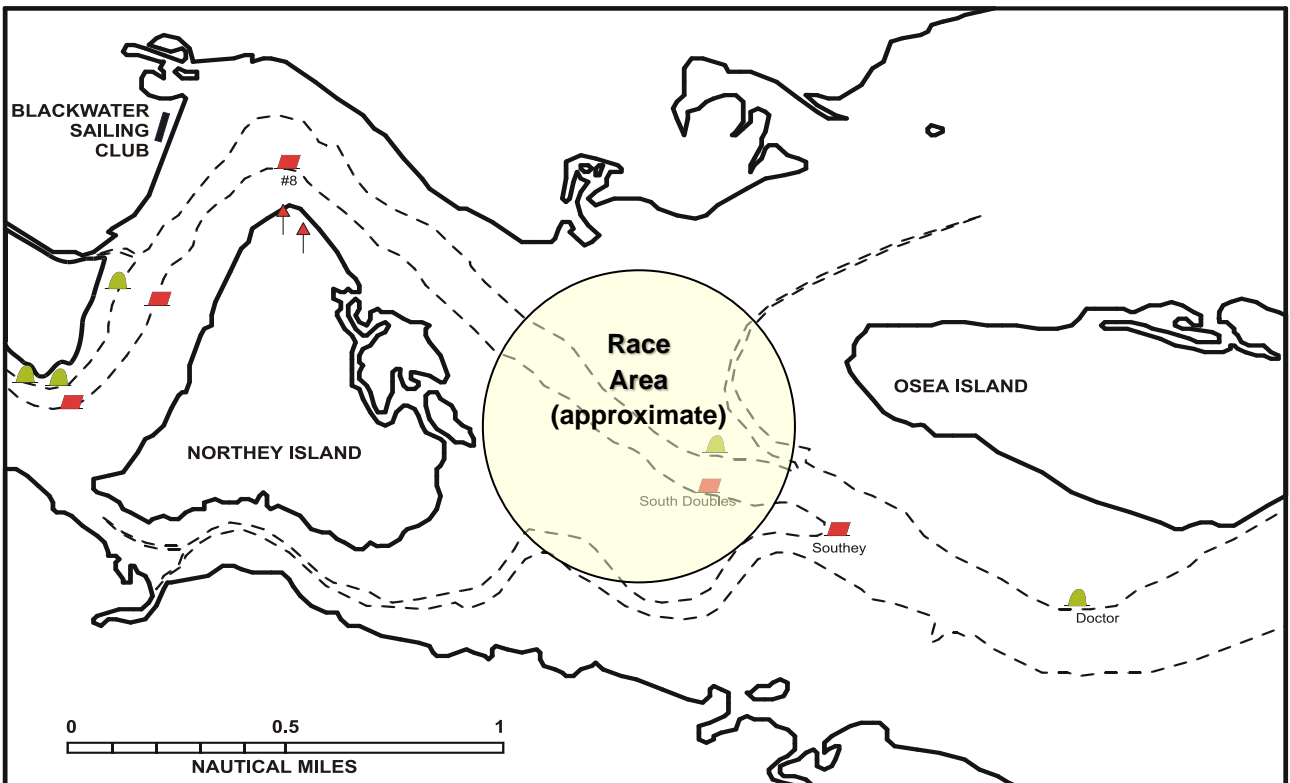 BLACKWATER
SAILING
CLUB
#8
Race
Area
(approximate)
OSEA ISLAND
NORTHEY ISLAND
South Doubles
Southey
Doctor
0 0.5 1
NAUTICAL MILES